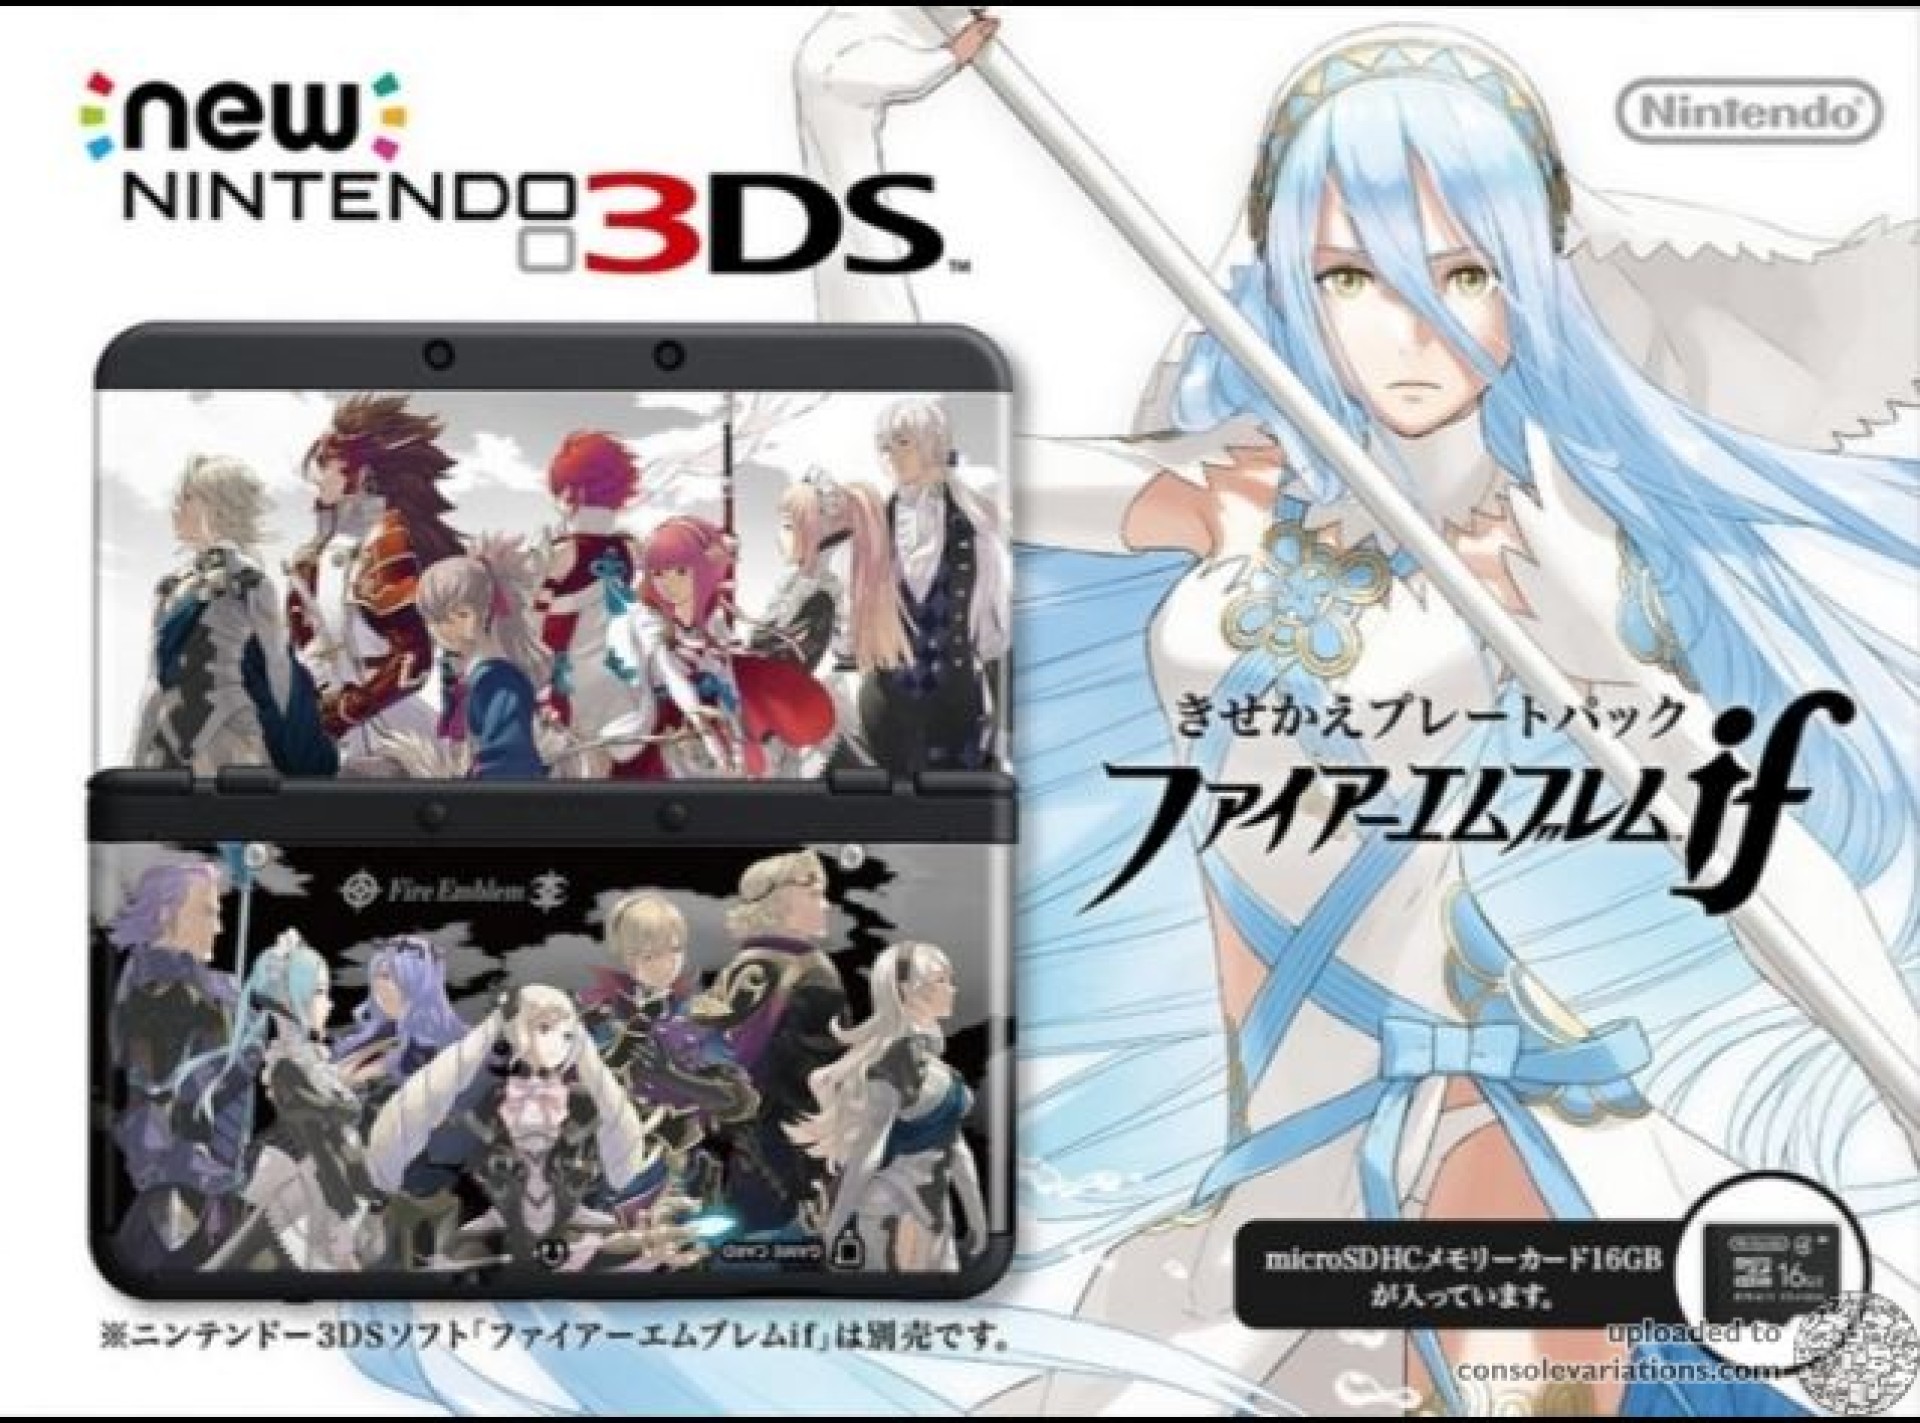 new
NINTENDO 3DS™
Nintendo®
きせかえプレートパック
ファイアーエムブレム if
Fire Emblem
GAME CARD
microSDHCメモリーカード16GB
が入っています。
16GB
※ニンテンドー3DSソフト「ファイアーエムブレムif」は別売です。
uploaded to
consolevariations.com